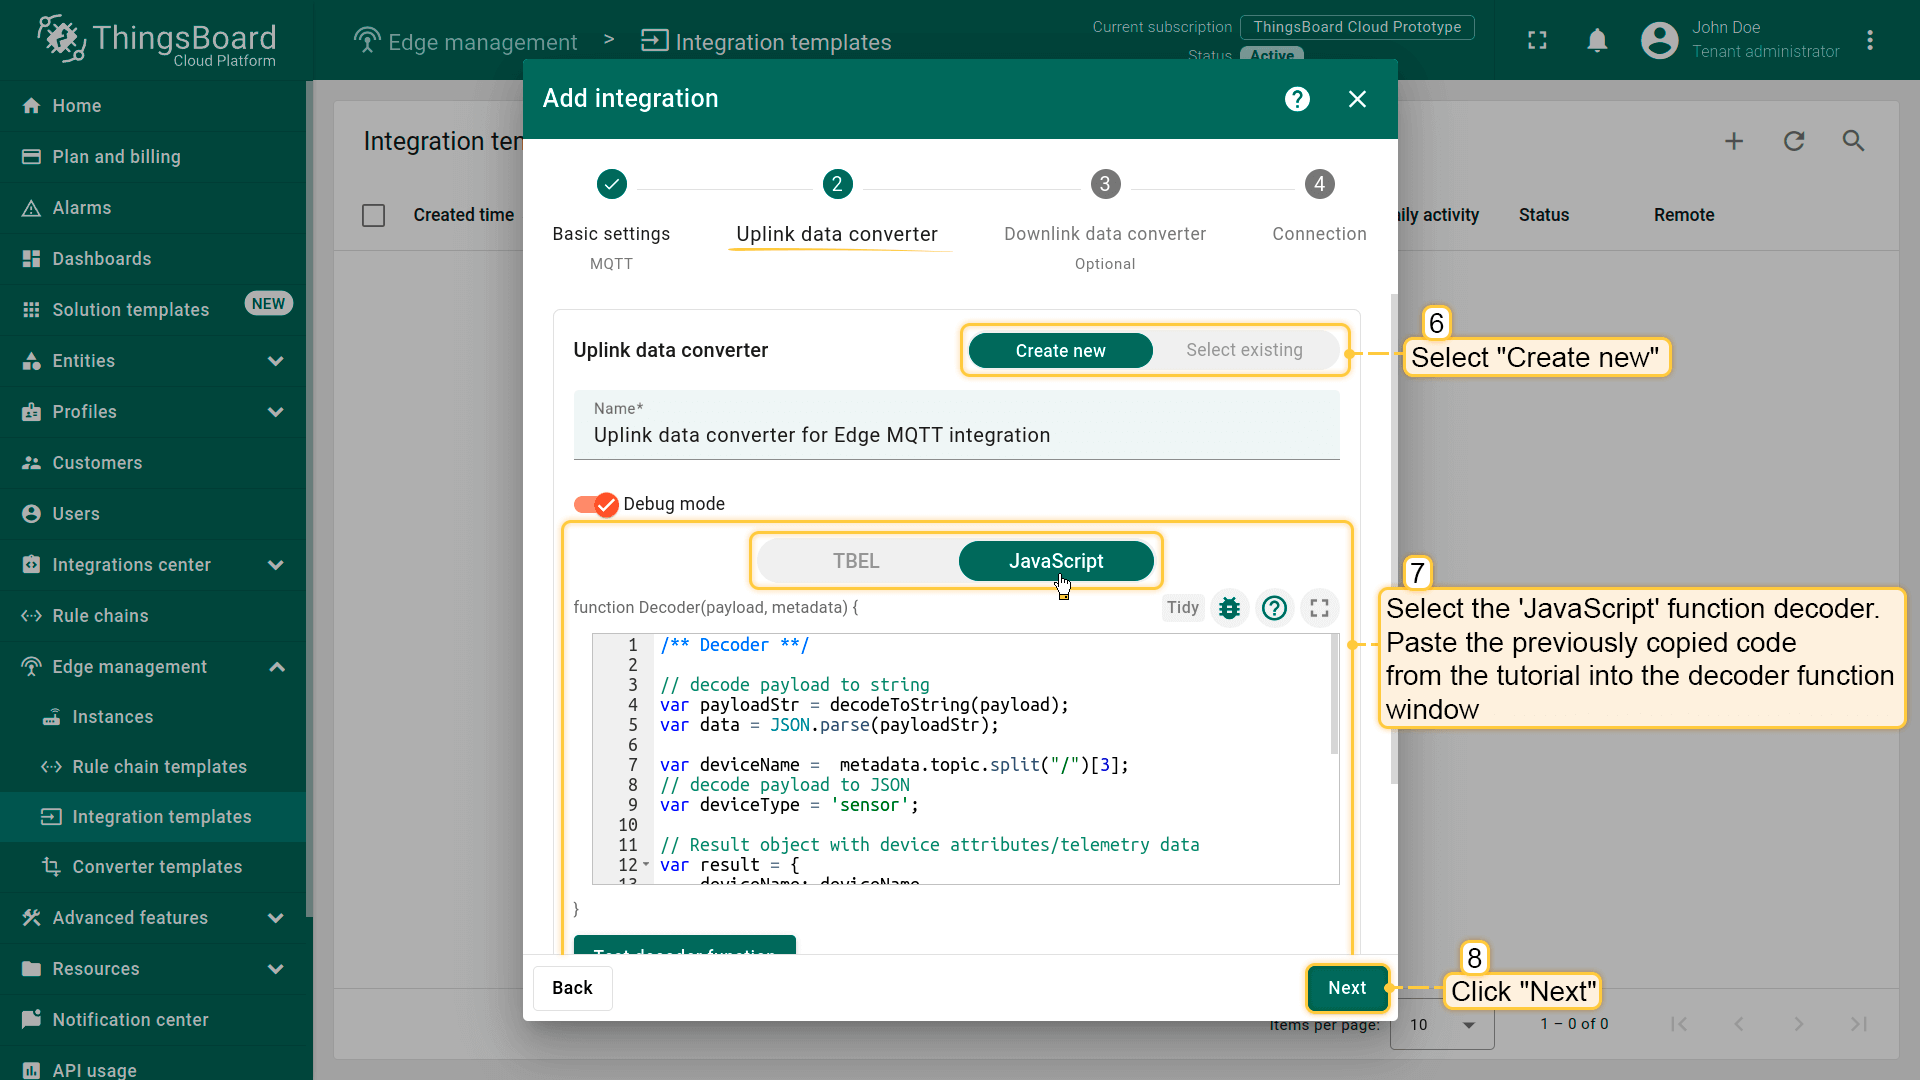 ThingsBoard
Cloud Platform
Edge management > Integration templates
Current subscription ThingsBoard Cloud Prototype
Status Active
John Doe
Tenant administrator
Home
Plan and billing
Alarms
Dashboards
Solution templates NEW
Entities
Profiles
Customers
Users
Integrations center
Rule chains
Edge management
Instances
Rule chain templates
Integration templates
Converter templates
Advanced features
Resources
Notification center
API usage
Integration ten
Created time
ily activity
Status
Remote
Add integration
2
3
4
Basic settings
MQTT
Uplink data converter
Downlink data converter
Optional
Connection
Uplink data converter
Create new
Select existing
Name*
Uplink data converter for Edge MQTT integration
Debug mode
TBEL
JavaScript
function Decoder(payload, metadata) {
Tidy
1 /** Decoder **/
2
3 // decode payload to string
4 var payloadStr = decodeToString(payload);
5 var data = JSON.parse(payloadStr);
6
7 var deviceName =  metadata.topic.split("/")[3];
8 // decode payload to JSON
9 var deviceType = 'sensor';
10
11 // Result object with device attributes/telemetry data
12 var result = {
13 deviceName: deviceName
}
Test decoder function
Back
Next
6
Select "Create new"
7
Select the 'JavaScript' function decoder.
Paste the previously copied code
from the tutorial into the decoder function
window
8
Click "Next"
Items per page: 10
1 – 0 of 0